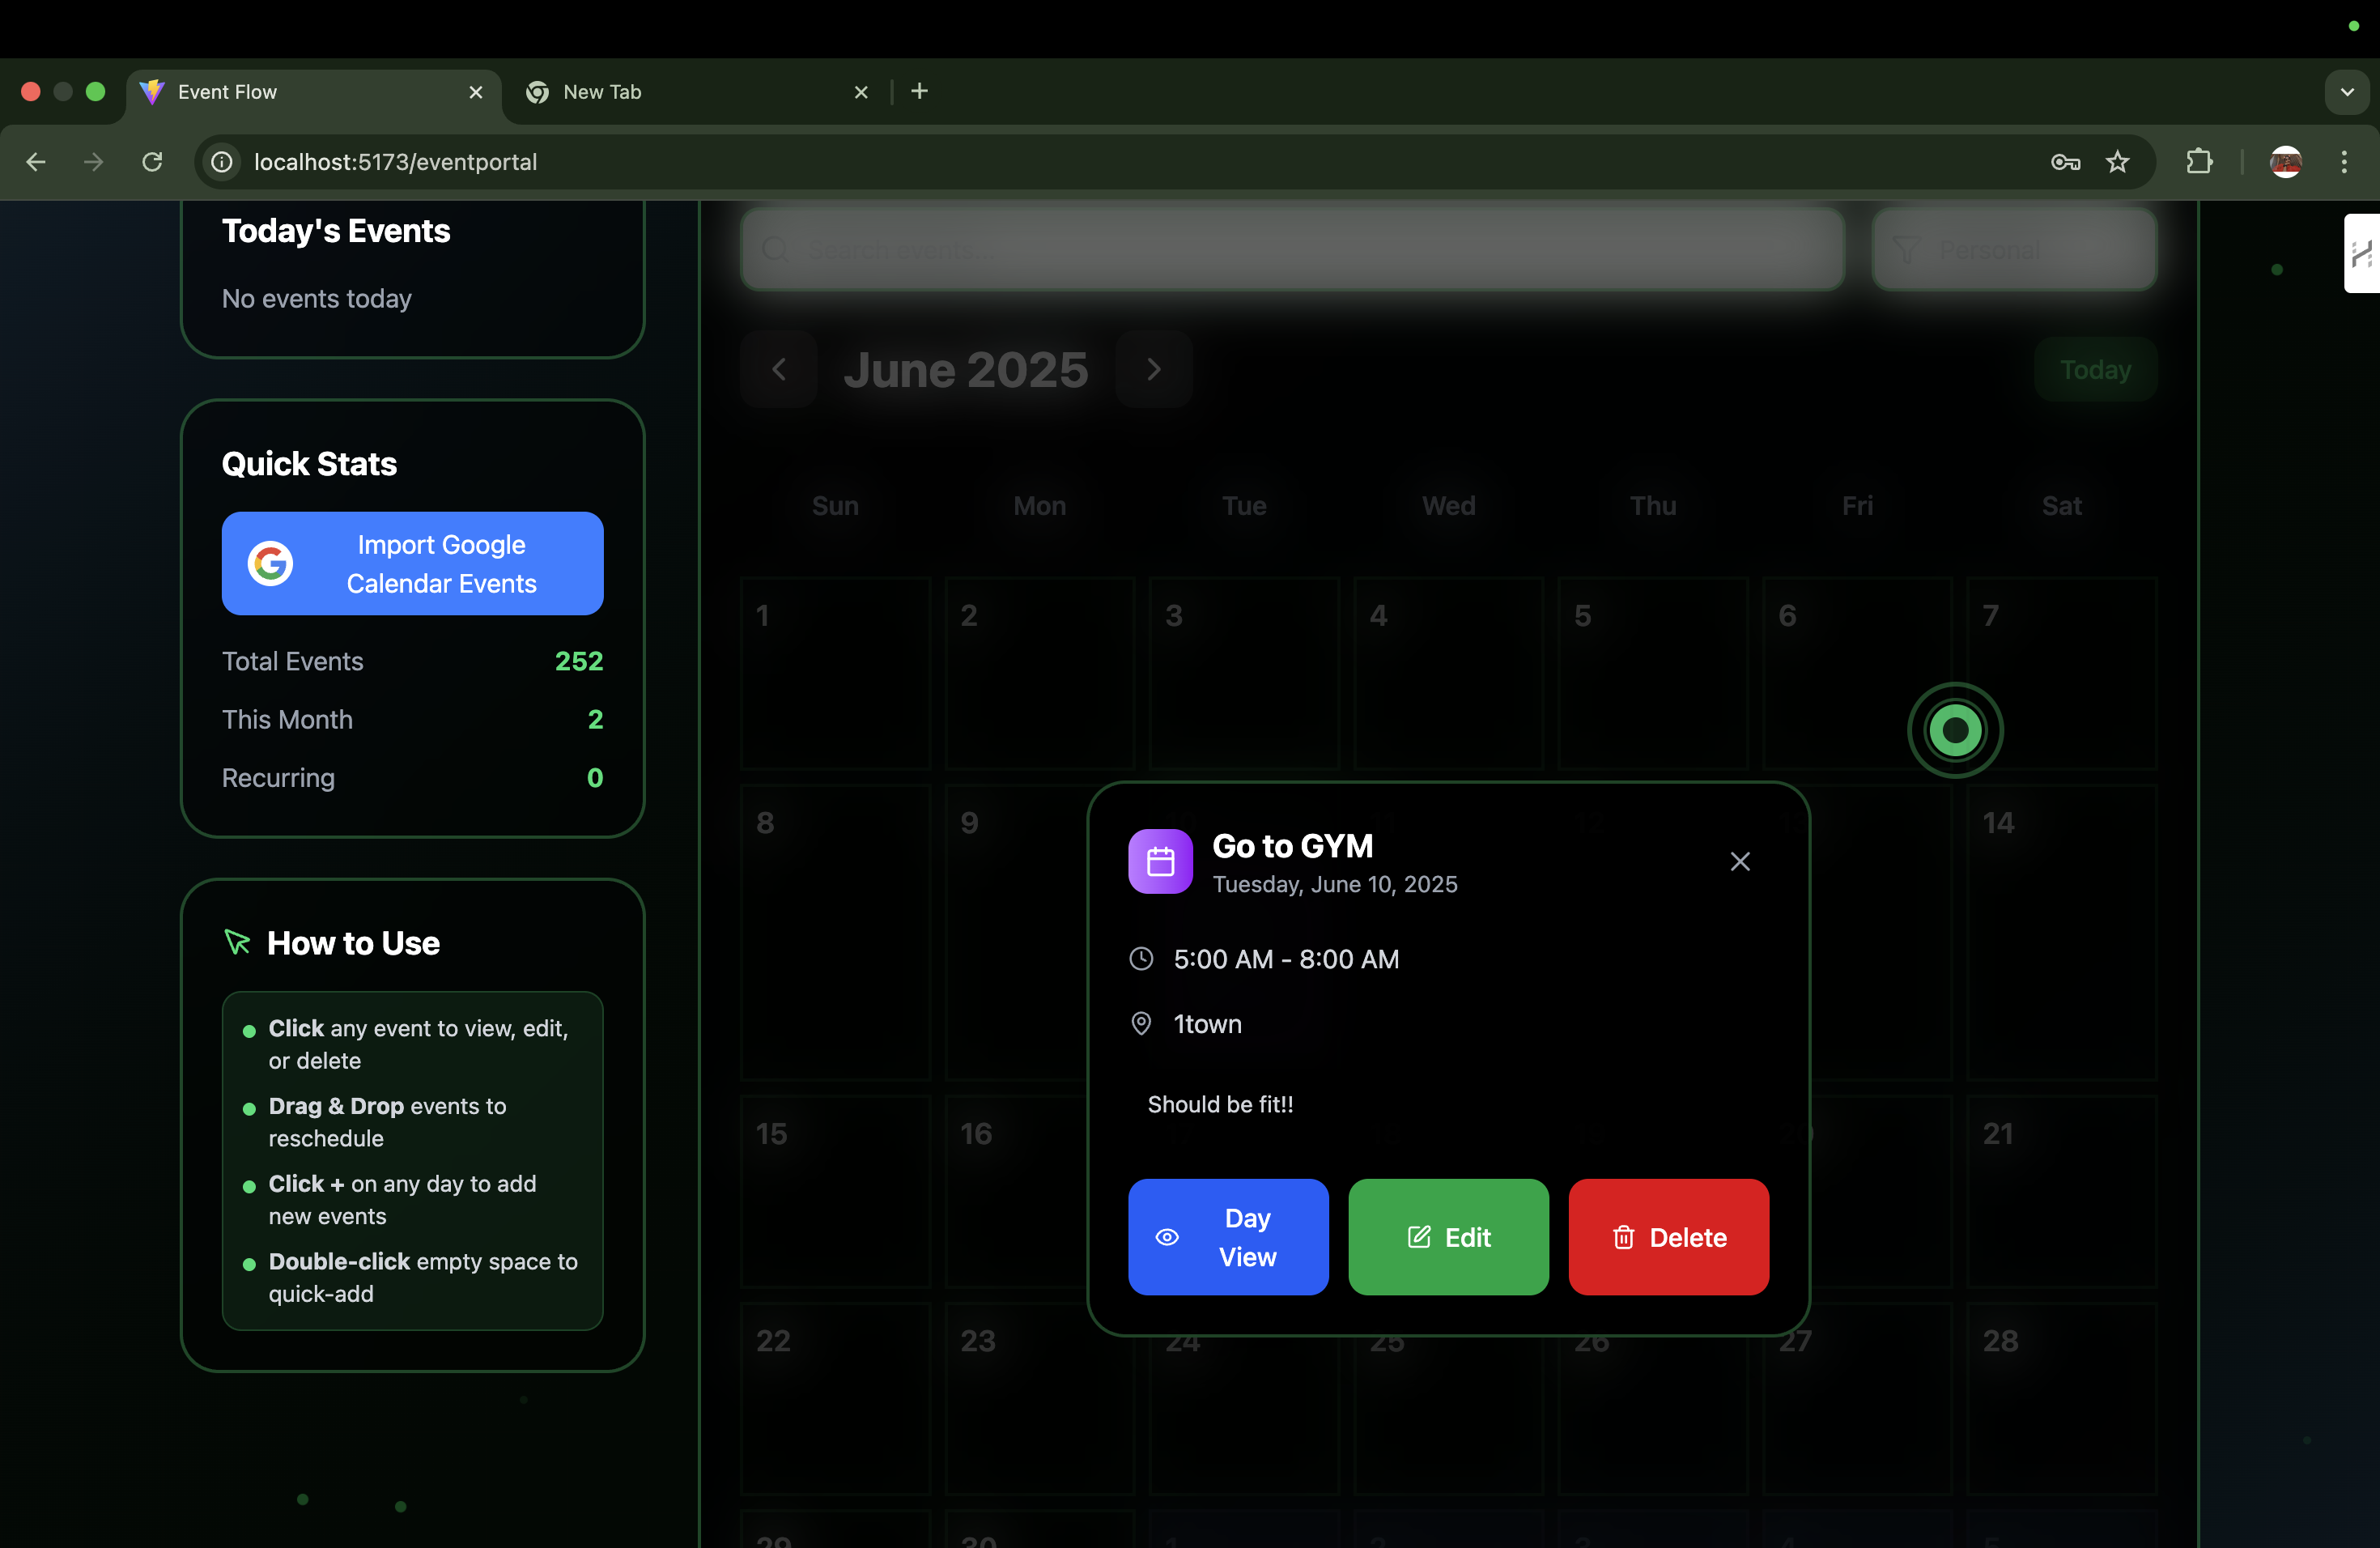 Event Flow
New Tab
localhost:5173/eventportal
Today's Events
No events today
Quick Stats
Import Google
Calendar Events
Total Events 252
This Month 2
Recurring 0
How to Use
Click any event to view, edit,
or delete
Drag & Drop events to
reschedule
Click + on any day to add
new events
Double-click empty space to
quick-add
Search events...
Personal
June 2025
Today
Sun Mon Tue Wed Thu Fri Sat
1 2 3 4 5 6 7
8 9 14
Go to GYM
Tuesday, June 10, 2025
5:00 AM - 8:00 AM
1town
Should be fit!!
Day
View
Edit
Delete
15 16 20 21
22 23 24 25 26 27 28
29 30 1 2 3 4 5